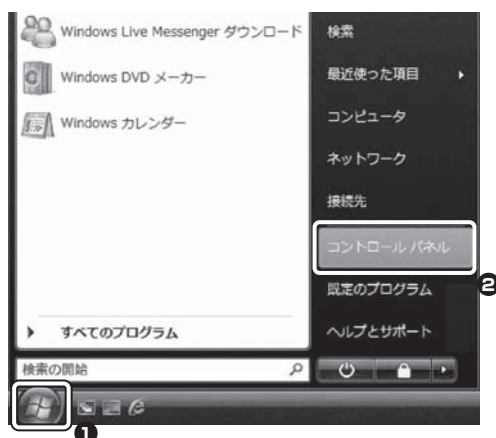 Windows Live Messenger ダウンロード
Windows DVD メーカー
Windows カレンダー
すべてのプログラム
検索の開始
検索
最近使った項目
コンピュータ
ネットワーク
接続先
コントロール パネル
既定のプログラム
ヘルプとサポート
❶
❷